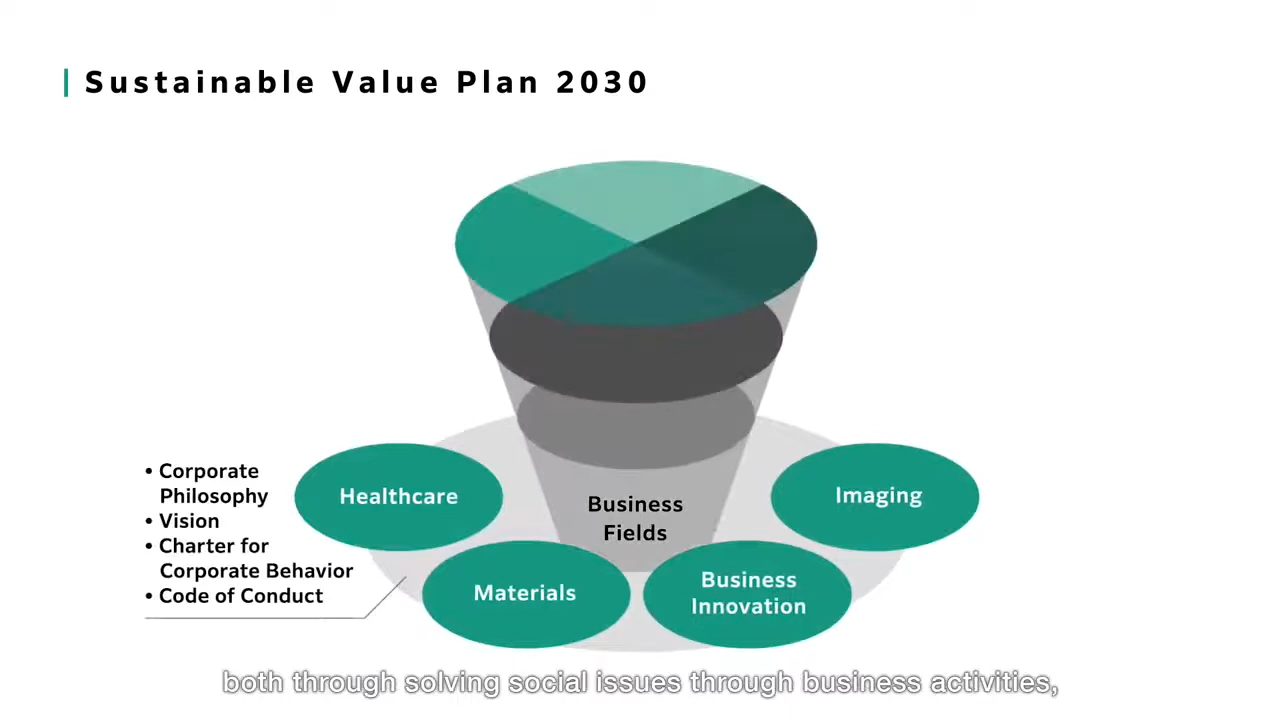 Sustainable Value Plan 2030
• Corporate
Philosophy
• Vision
• Charter for
Corporate Behavior
• Code of Conduct
Healthcare
Materials
Business
Fields
Business
Innovation
Imaging
both through solving social issues through business activities,